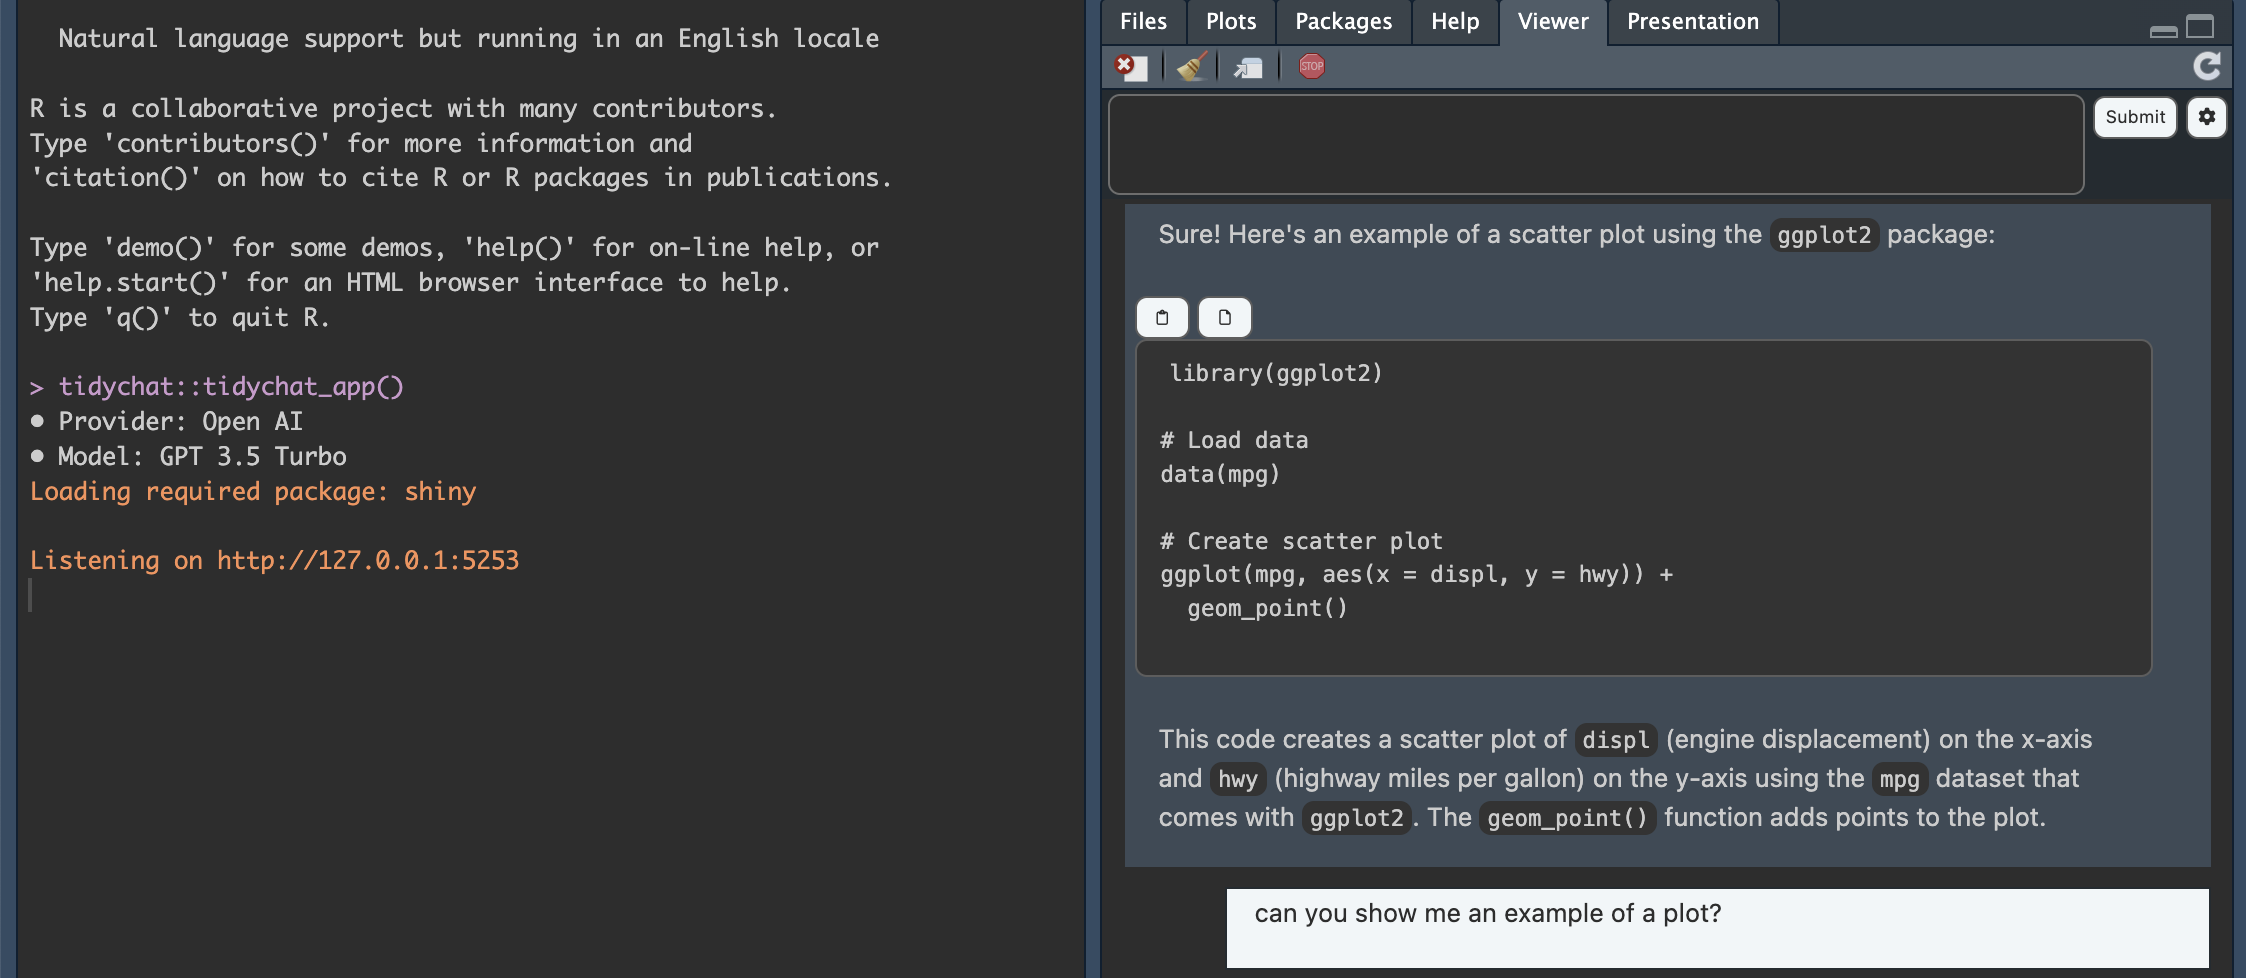 Natural language support but running in an English locale
R is a collaborative project with many contributors.
Type 'contributors()' for more information and
'citation()' on how to cite R or R packages in publications.
Type 'demo()' for some demos, 'help()' for on-line help, or
'help.start()' for an HTML browser interface to help.
Type 'q()' to quit R.
> tidychat::tidychat_app()
• Provider: Open AI
• Model: GPT 3.5 Turbo
Loading required package: shiny
Listening on http://127.0.0.1:5253
Files Plots Packages Help Viewer Presentation
STOP
Submit
Sure! Here's an example of a scatter plot using the ggplot2 package:
library(ggplot2)
# Load data
data(mpg)
# Create scatter plot
ggplot(mpg, aes(x = displ, y = hwy)) +
  geom_point()
This code creates a scatter plot of displ (engine displacement) on the x-axis
and hwy (highway miles per gallon) on the y-axis using the mpg dataset that
comes with ggplot2. The geom_point() function adds points to the plot.
can you show me an example of a plot?